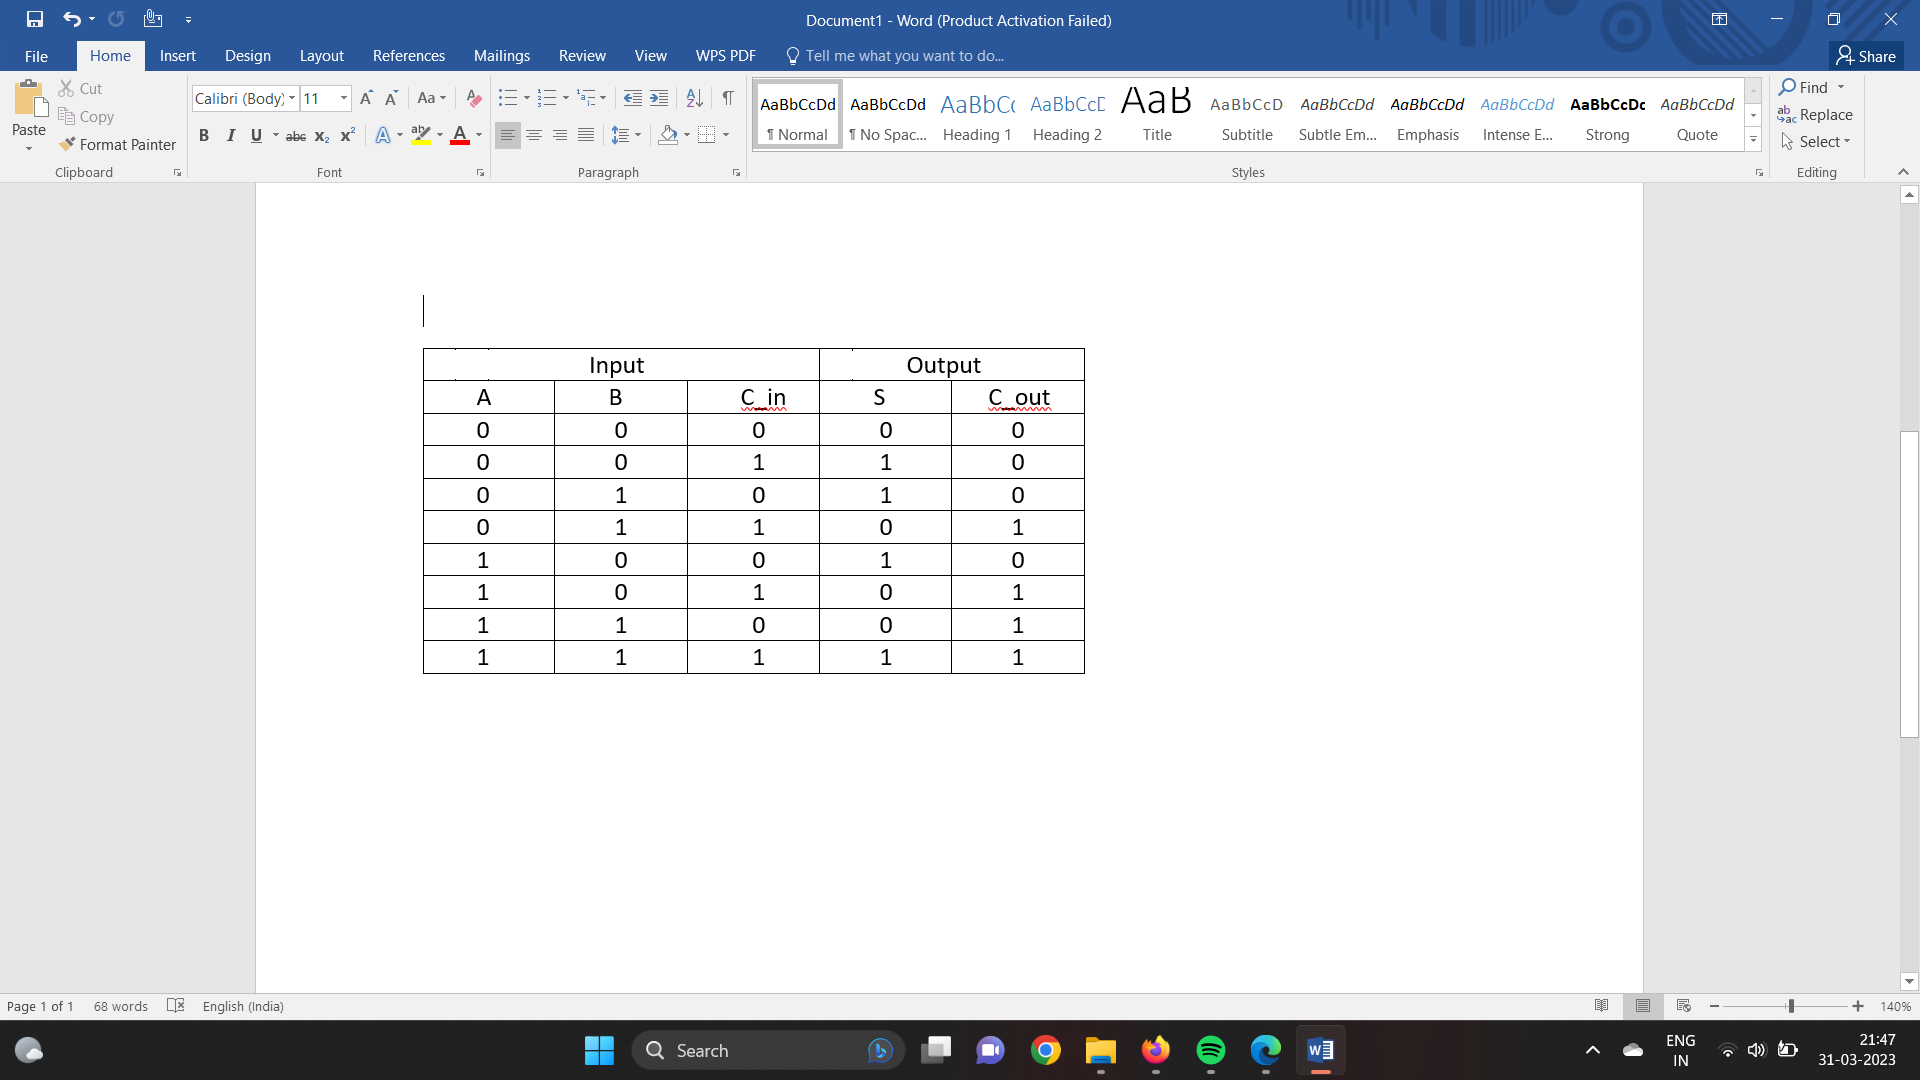 Document1 - Word (Product Activation Failed)
File Home Insert Design Layout References Mailings Review View WPS PDF Tell me what you want to do... Share
Paste
Cut
Copy
Format Painter
Clipboard
Calibri (Body) 11 Aa
B I U abc X₂ X² A ab A
Font
Paragraph
AaBbCcDd AaBbCcDd AaBbCc AaBbCcD AaB AaBbCcD AaBbCcDd AaBbCcDd AaBbCcDd AaBbCcDc AaBbCcDd
¶ Normal ¶ No Spac... Heading 1 Heading 2 Title Subtitle Subtle Em... Emphasis Intense E... Strong Quote
Styles
Find
Replace
Select
Editing
Input Output
A B C_in S C_out
0 0 0 0 0
0 0 1 1 0
0 1 0 1 0
0 1 1 0 1
1 0 0 1 0
1 0 1 0 1
1 1 0 0 1
1 1 1 1 1
Page 1 of 1 68 words English (India) 140%
Search
ENG
IN
21:47
31-03-2023